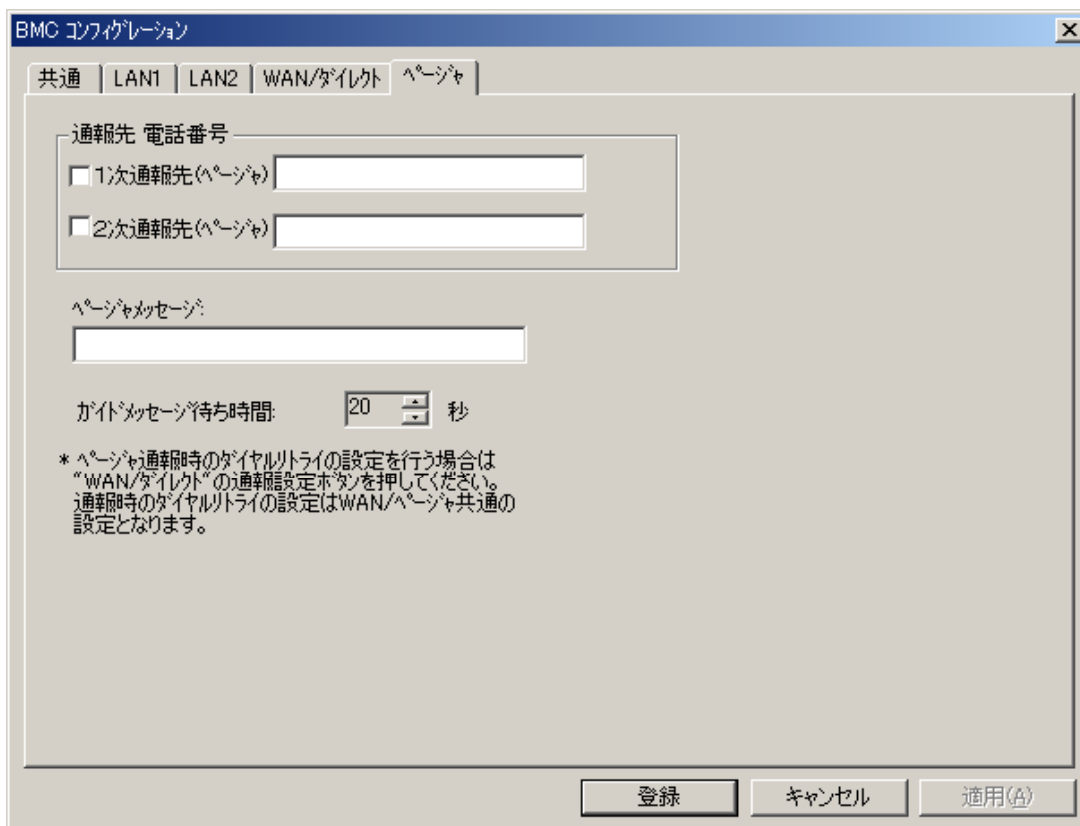 BMC ｺﾝﾌｨｸﾞﾚｰｼｮﾝ
共通 LAN1 LAN2 WAN/ﾀﾞｲﾚｸﾄ ﾍﾟｰｼﾞｬ
通報先 電話番号
1次通報先(ﾍﾟｰｼﾞｬ)
2次通報先(ﾍﾟｰｼﾞｬ)
ﾍﾟｰｼﾞｬﾒｯｾｰｼﾞ:
ｶﾞｲﾄﾞﾒｯｾｰｼﾞ待ち時間: 20 秒
* ﾍﾟｰｼﾞｬ通報時のﾀﾞｲﾔﾙﾘﾄﾗｲの設定を行う場合は
“WAN/ﾀﾞｲﾚｸﾄ“の通報設定ﾎﾞﾀﾝを押してください。
通報時のﾀﾞｲﾔﾙﾘﾄﾗｲの設定はWAN/ﾍﾟｰｼﾞｬ共通の
設定となります。
登録 キャンセル 適用(A)